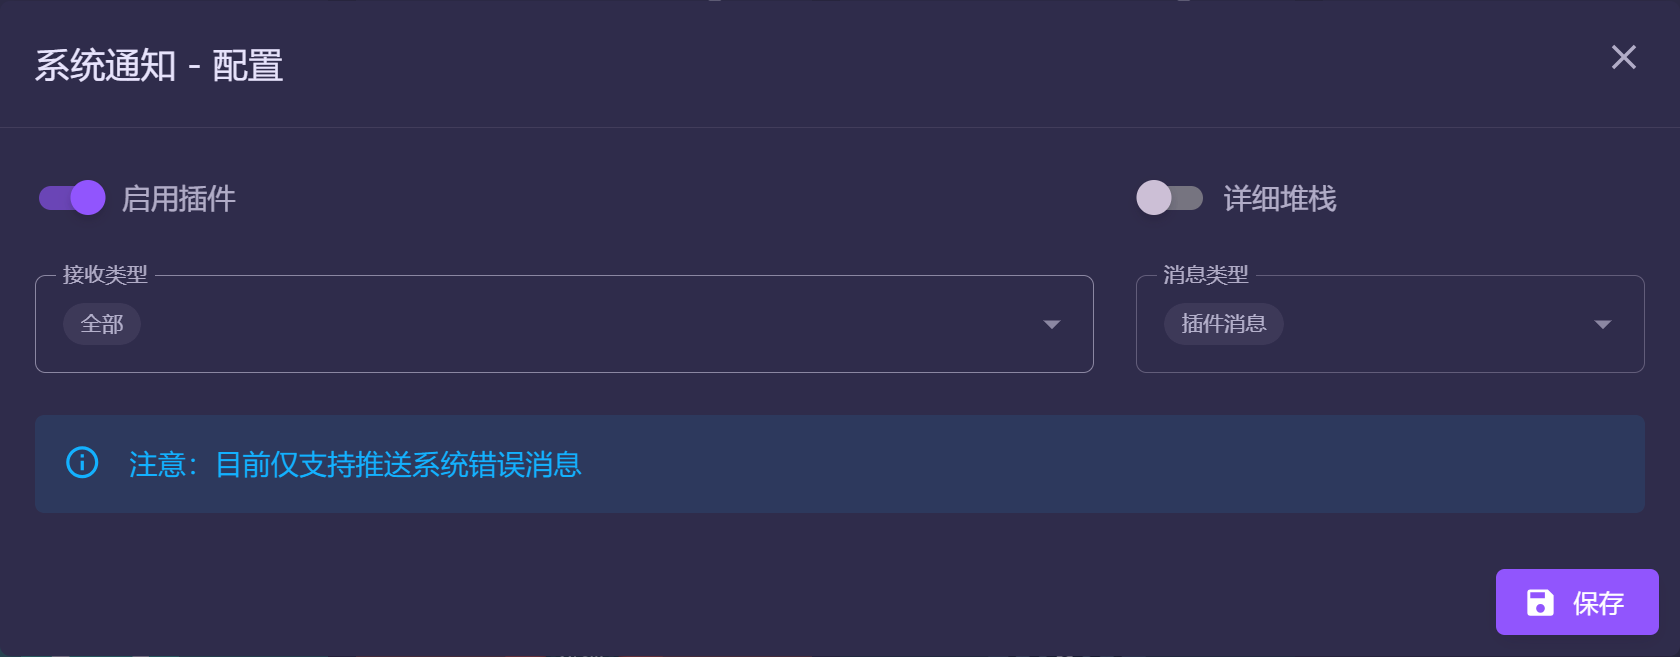 系统通知 - 配置
启用插件
详细堆栈
接收类型
全部
消息类型
插件消息
注意：目前仅支持推送系统错误消息
保存